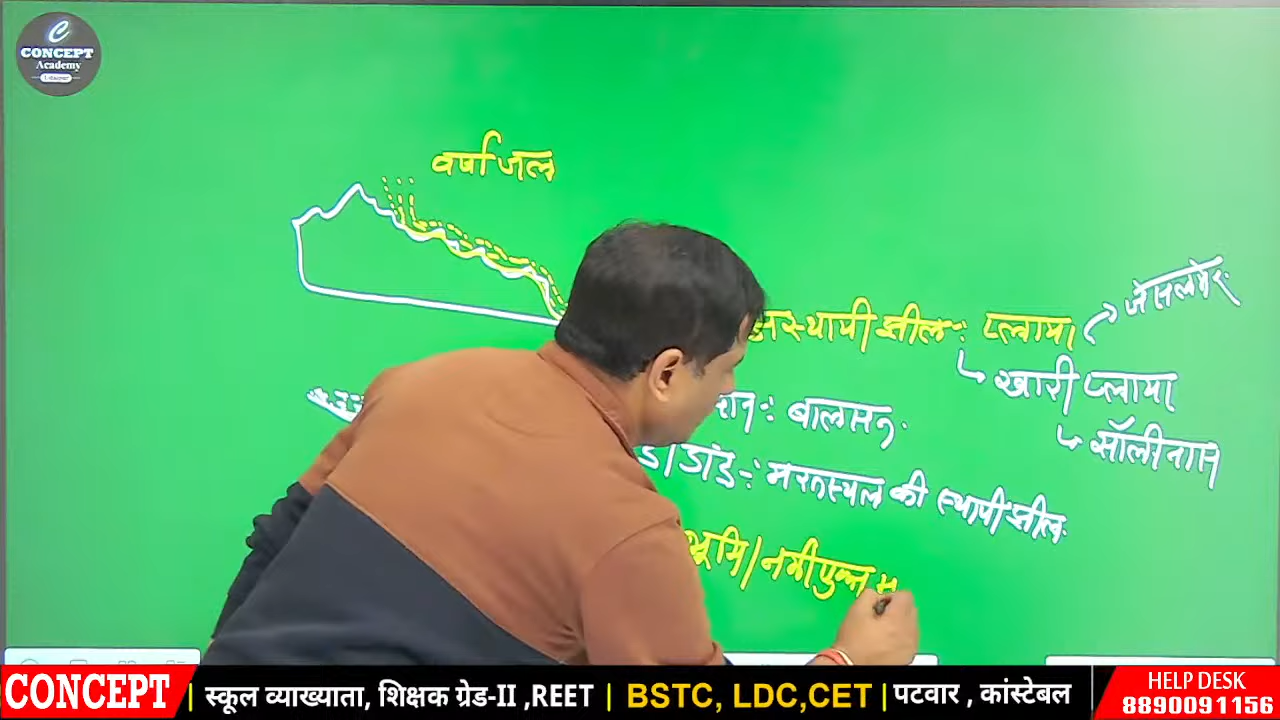 CONCEPT
Academy
Udaipur
वर्षा जल
अस्थायी झील : प्लाया
जैसलमेर
खारी प्लाया
सॉलीनास
बालसन
डांड : मरूस्थल की स्थायी झील
भूमि / नमीयुक्त
CONCEPT
स्कूल व्याख्याता, शिक्षक ग्रेड-II ,REET | BSTC, LDC,CET | पटवार , कांस्टेबल
HELP DESK
8890091156